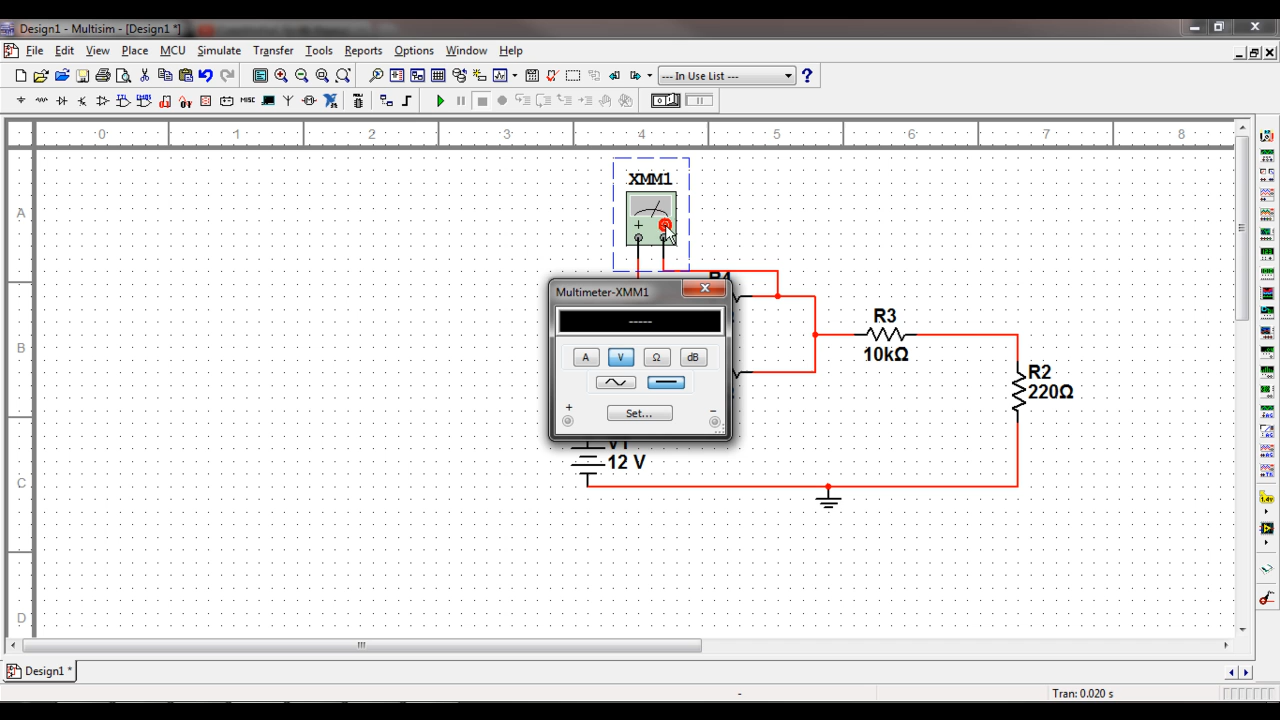 Design1 - Multisim - [Design1 *]
File Edit View Place MCU Simulate Transfer Tools Reports Options Window Help
--- In Use List --- ?
MISC
0 1 2 3 4 5 6 7 8
A
B
C
D
XMM1
+
Multimeter-XMM1
-----
A V Ω dB
Set...
+ –
R3
10kΩ
R2
220Ω
12 V
Design1 *
- Tran: 0.020 s